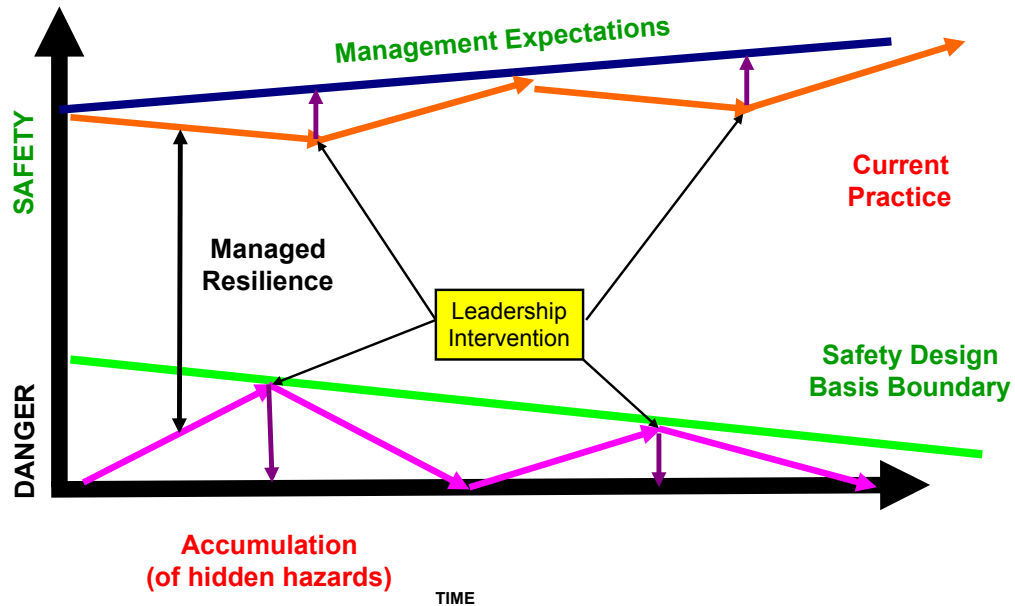 Management Expectations
SAFETY
Current
Practice
Managed
Resilience
Leadership
Intervention
Safety Design
Basis Boundary
DANGER
Accumulation
(of hidden hazards)
TIME